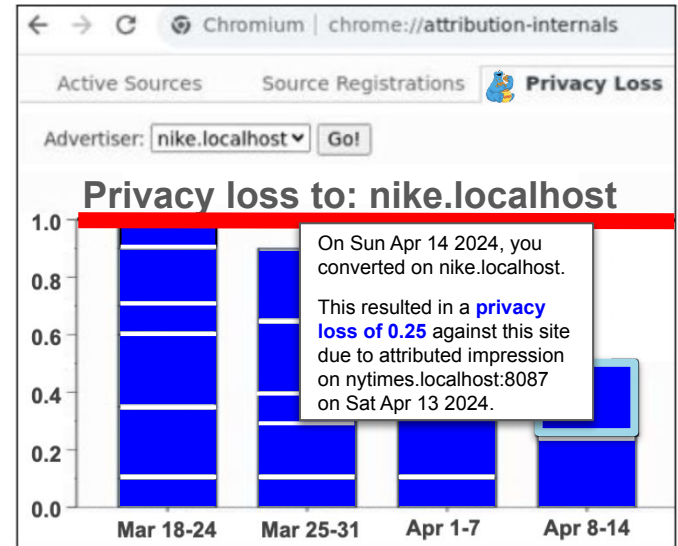 Chromium | chrome://attribution-internals
Active Sources Source Registrations Privacy Loss
Advertiser: nike.localhost Go!
Privacy loss to: nike.localhost
1.0
0.8
0.6
0.4
0.2
0.0
On Sun Apr 14 2024, you
converted on nike.localhost.
This resulted in a privacy
loss of 0.25 against this site
due to attributed impression
on nytimes.localhost:8087
on Sat Apr 13 2024.
Mar 18-24 Mar 25-31 Apr 1-7 Apr 8-14